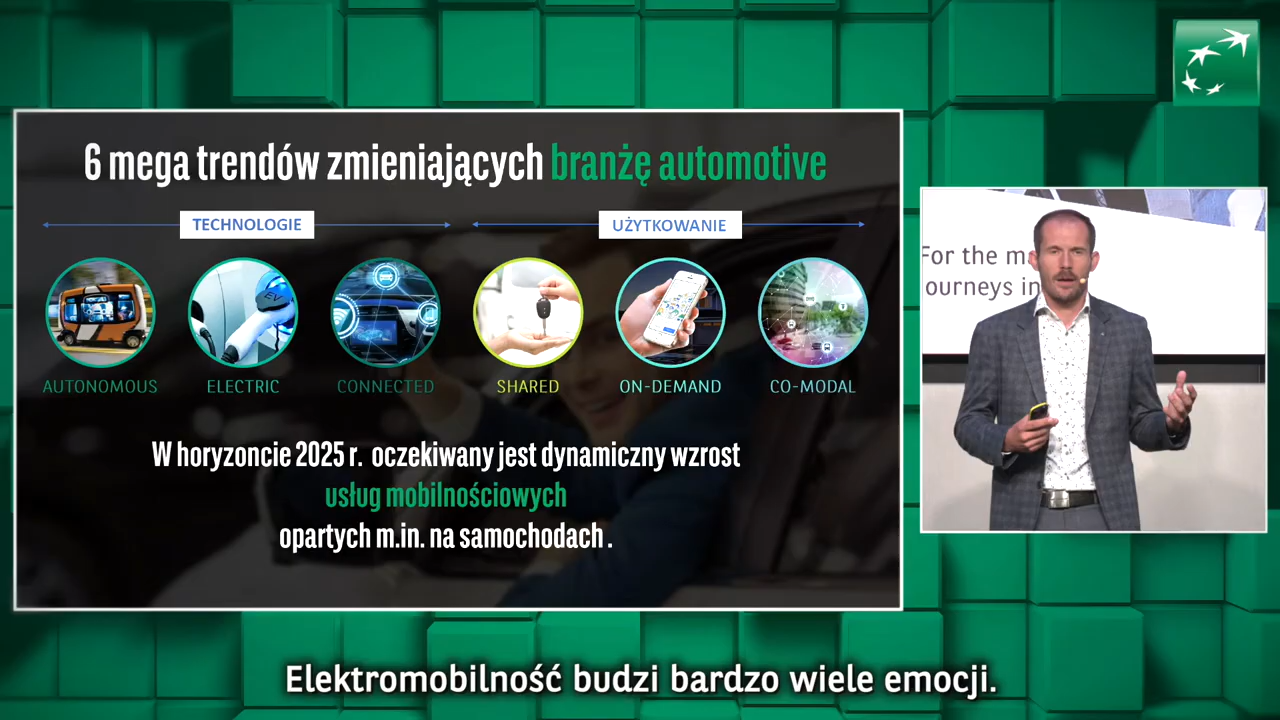 6 mega trendów zmieniających branżę automotive
TECHNOLOGIE
UŻYTKOWANIE
EV
AUTONOMOUS
ELECTRIC
CONNECTED
SHARED
ON-DEMAND
CO-MODAL
W horyzoncie 2025 r. oczekiwany jest dynamiczny wzrost
usług mobilnościowych
opartych m.in. na samochodach .
For the m
ourneys in
Elektromobilność budzi bardzo wiele emocji.